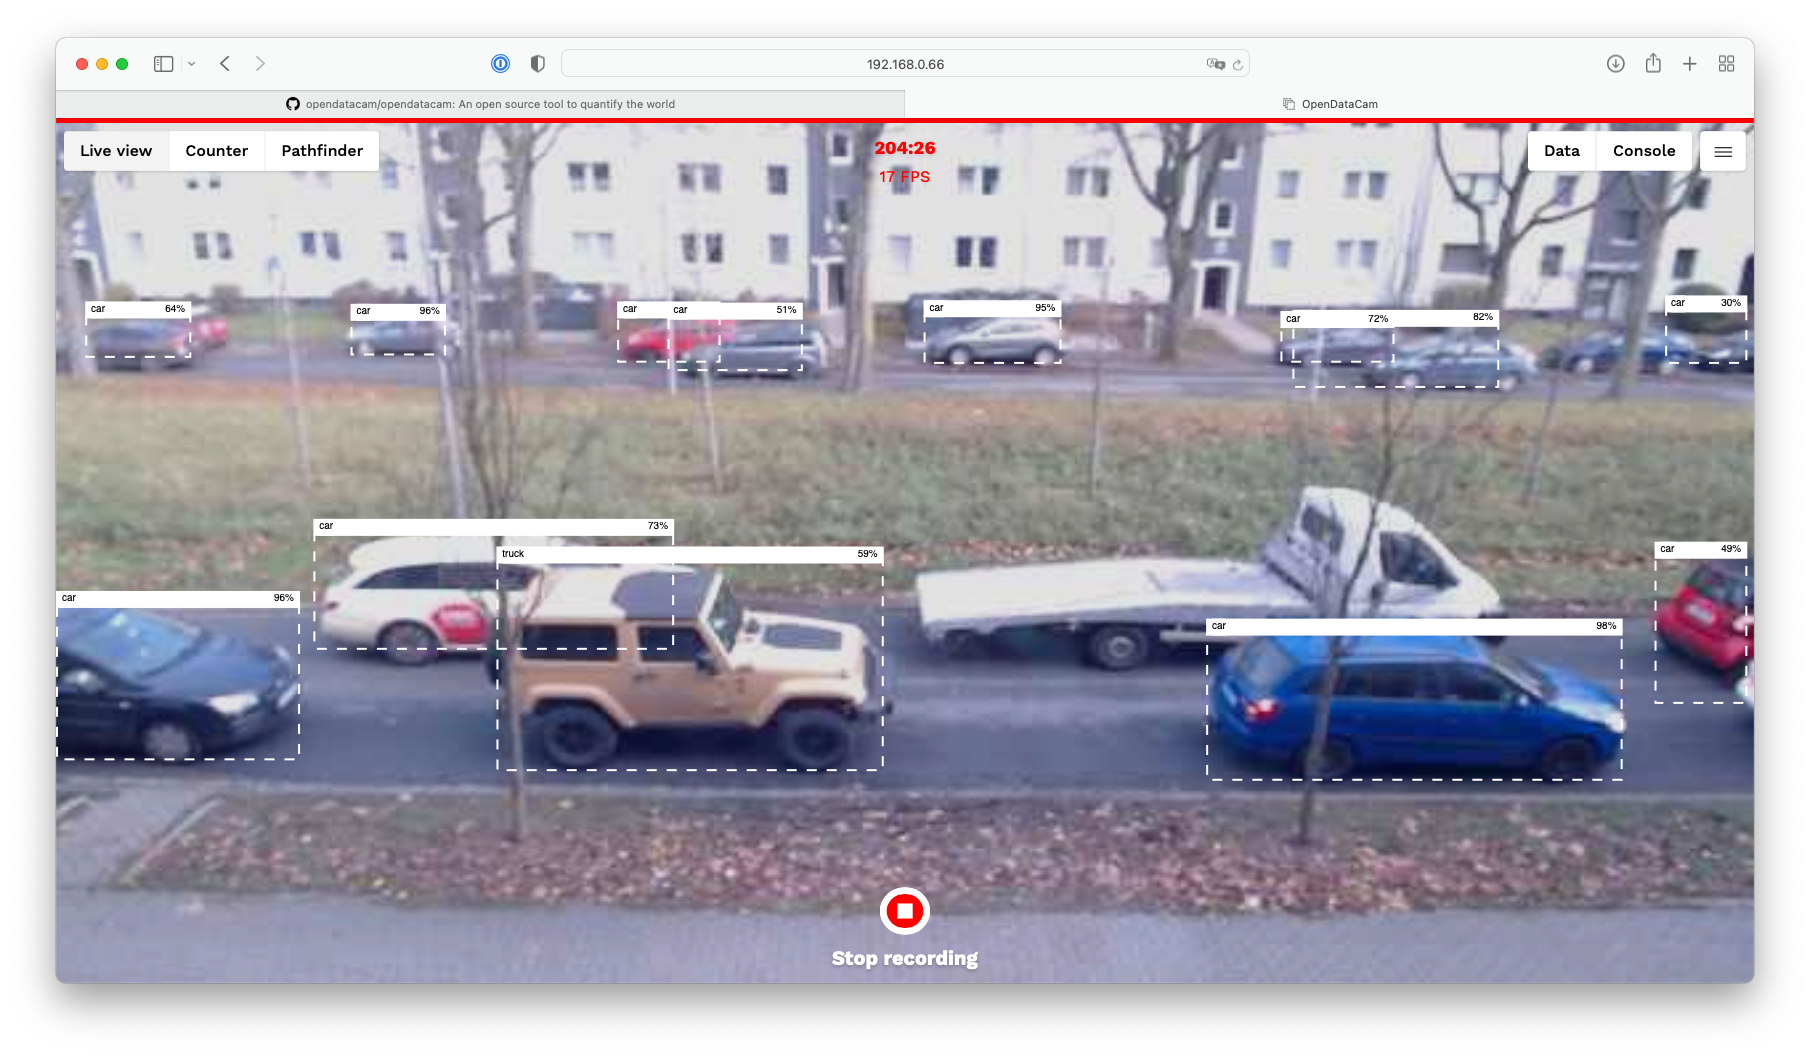 192.168.0.66
opendatacam/opendatacam: An open source tool to quantify the world
OpenDataCam
Live view
Counter
Pathfinder
204:26
17 FPS
Data
Console
car 64%
car 96%
car
car 51%
car 95%
car 72%
82%
car 30%
car 73%
truck 59%
car 49%
car 96%
car 98%
Stop recording